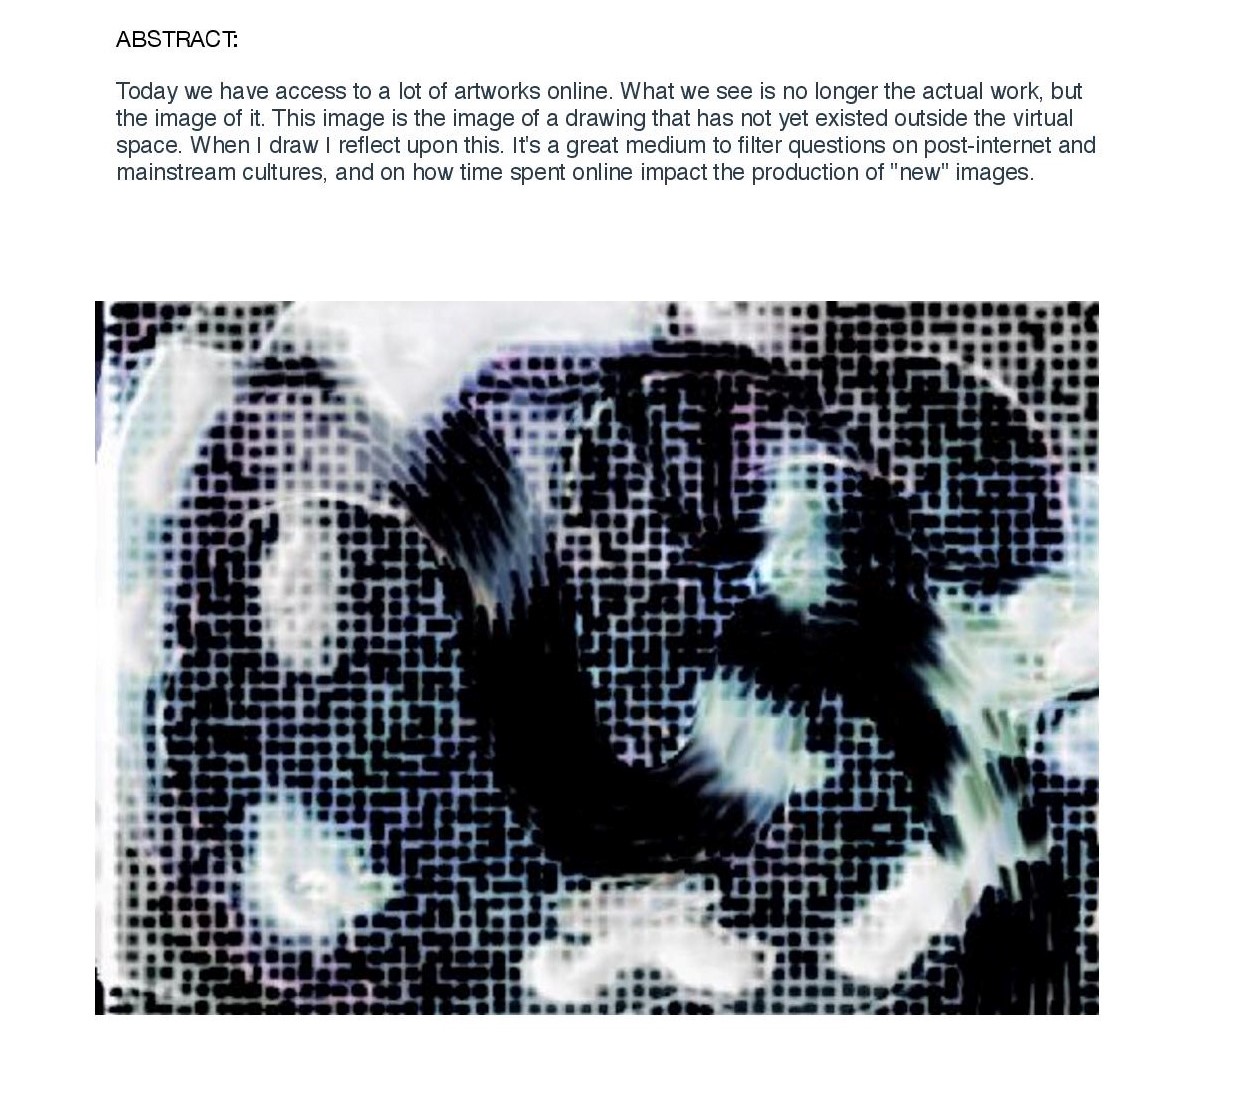 ABSTRACT:
Today we have access to a lot of artworks online. What we see is no longer the actual work, but
the image of it. This image is the image of a drawing that has not yet existed outside the virtual
space. When I draw I reflect upon this. It's a great medium to filter questions on post-internet and
mainstream cultures, and on how time spent online impact the production of "new" images.